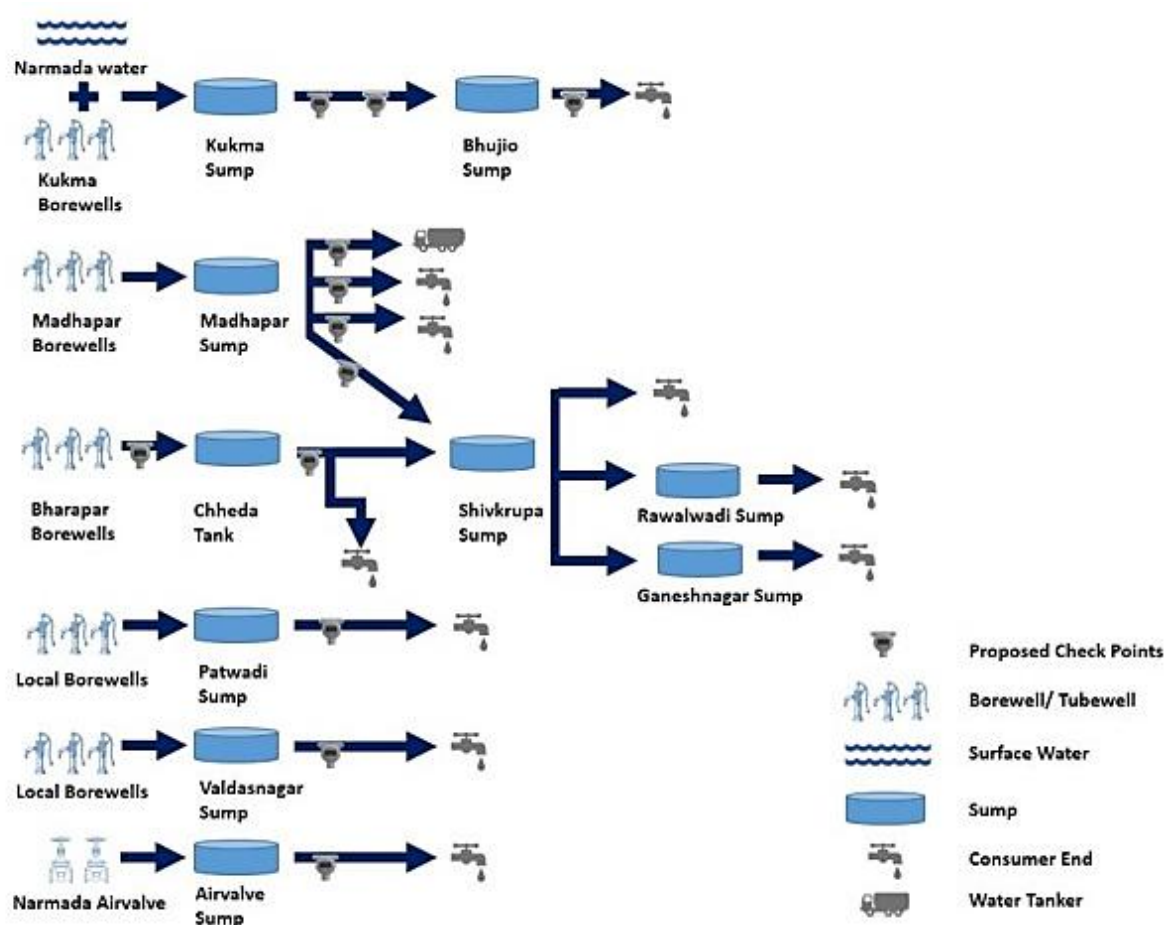 Narmada water
Kukma
Borewells
Kukma
Sump
Bhujio
Sump
Madhapar
Borewells
Madhapar
Sump
Bharapar
Borewells
Chheda
Tank
Shivkrupa
Sump
Rawalwadi Sump
Ganeshnagar Sump
Local Borewells
Patwadi
Sump
Local Borewells
Valdasnagar
Sump
Narmada Airvalve
Airvalve
Sump
Proposed Check Points
Borewell/ Tubewell
Surface Water
Sump
Consumer End
Water Tanker